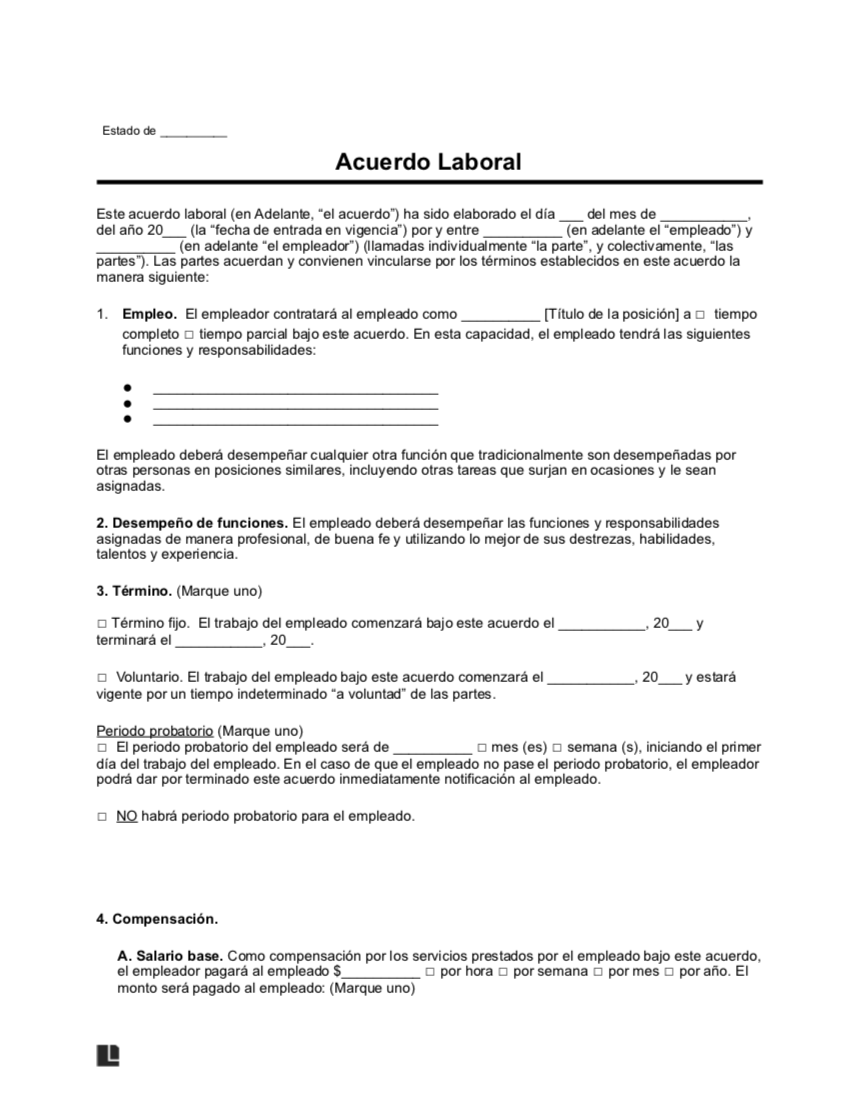 Estado de __________
Acuerdo Laboral
Este acuerdo laboral (en Adelante, “el acuerdo”) ha sido elaborado el día ___ del mes de ___________,
del año 20___ (la “fecha de entrada en vigencia”) por y entre __________ (en adelante el “empleado”) y
__________ (en adelante “el empleador”) (llamadas individualmente “la parte”, y colectivamente, “las
partes”). Las partes acuerdan y convienen vincularse por los términos establecidos en este acuerdo la
manera siguiente:
1. Empleo. El empleador contratará al empleado como __________ [Título de la posición] a □ tiempo
completo □ tiempo parcial bajo este acuerdo. En esta capacidad, el empleado tendrá las siguientes
funciones y responsabilidades:
● ____________________________________
● ____________________________________
● ____________________________________
El empleado deberá desempeñar cualquier otra función que tradicionalmente son desempeñadas por
otras personas en posiciones similares, incluyendo otras tareas que surjan en ocasiones y le sean
asignadas.
2. Desempeño de funciones. El empleado deberá desempeñar las funciones y responsabilidades
asignadas de manera profesional, de buena fe y utilizando lo mejor de sus destrezas, habilidades,
talentos y experiencia.
3. Término. (Marque uno)
□ Término fijo. El trabajo del empleado comenzará bajo este acuerdo el ___________, 20___ y
terminará el ___________, 20___.
□ Voluntario. El trabajo del empleado bajo este acuerdo comenzará el ___________, 20___ y estará
vigente por un tiempo indeterminado “a voluntad” de las partes.
Periodo probatorio (Marque uno)
□ El periodo probatorio del empleado será de __________ □ mes (es) □ semana (s), iniciando el primer
día del trabajo del empleado. En el caso de que el empleado no pase el periodo probatorio, el empleador
podrá dar por terminado este acuerdo inmediatamente notificación al empleado.
□ NO habrá periodo probatorio para el empleado.
4. Compensación.
A. Salario base. Como compensación por los servicios prestados por el empleado bajo este acuerdo,
el empleador pagará al empleado $__________ □ por hora □ por semana □ por mes □ por año. El
monto será pagado al empleado: (Marque uno)